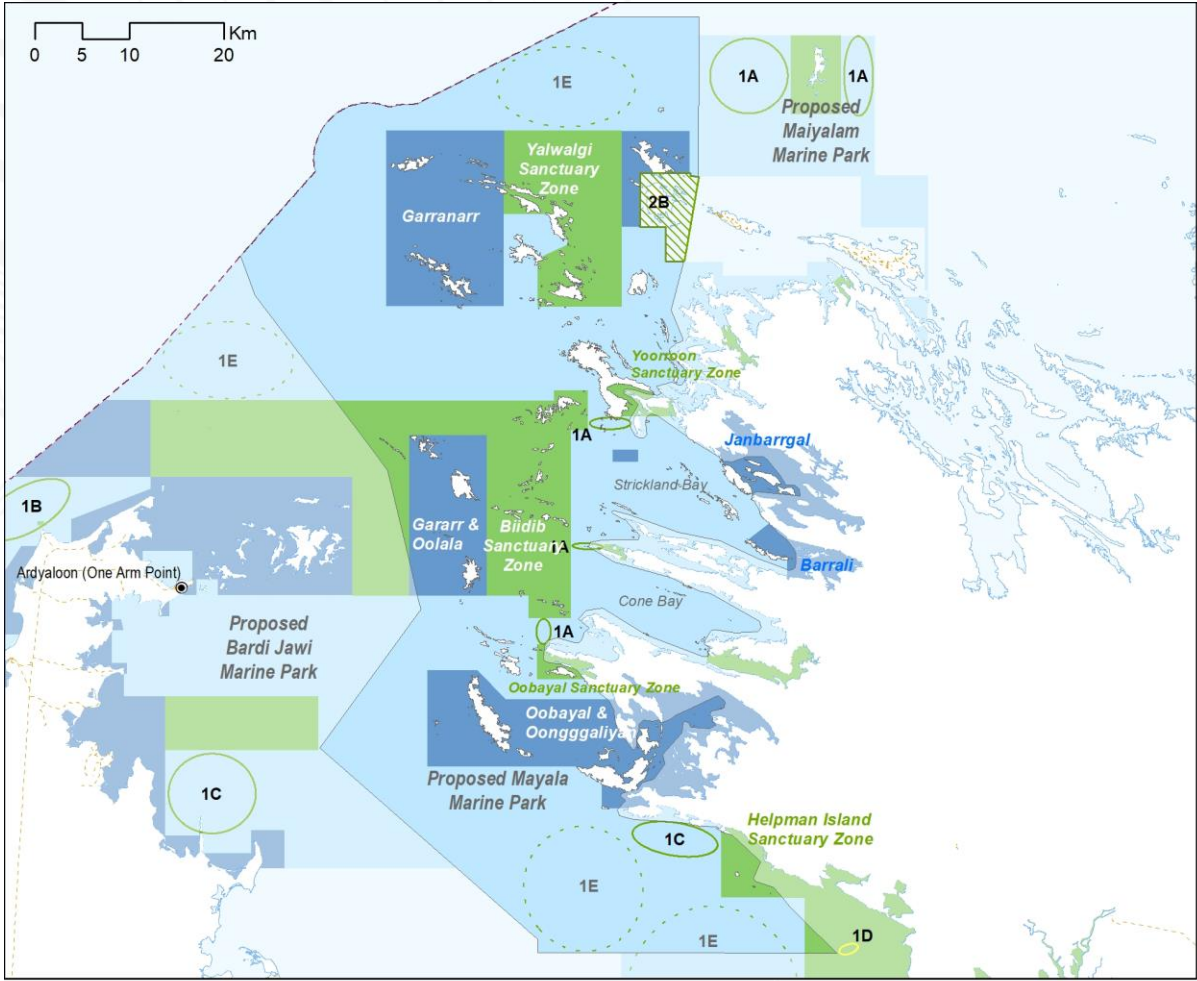 Km
0 5 10 20
1E
1A
1A
Proposed
Maiyalam
Marine Park
Yalwalgi
Sanctuary
Zone
Garranarr
2B
1E
Yoorroon
Sanctuary Zone
1A
Janbarrgal
Strickland Bay
1B
Gararr &
Oolala
Biidib
Sanctuary
Zone
1A
Barrali
Ardyaloon (One Arm Point)
Cone Bay
Proposed
Bardi Jawi
Marine Park
1A
Oobayal Sanctuary Zone
Oobayal &
Oongggaliyan
Proposed Mayala
Marine Park
1C
1C
Helpman Island
Sanctuary Zone
1E
1E
1D